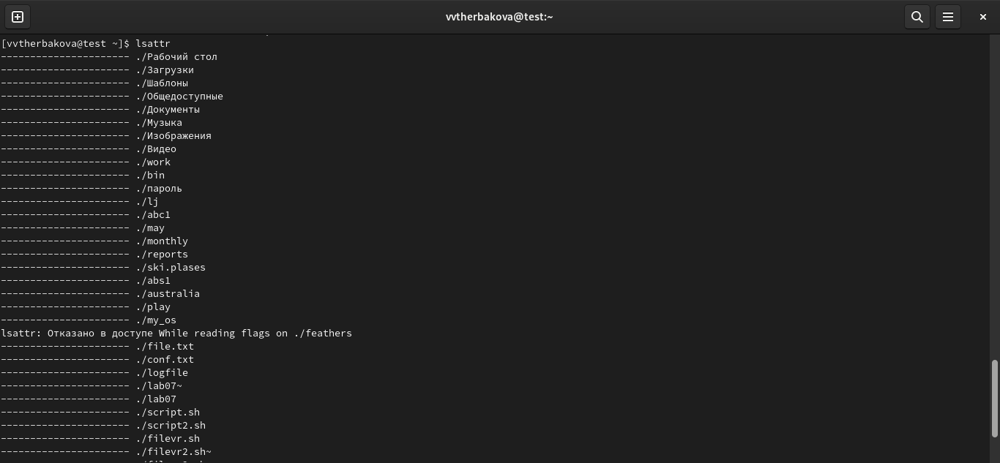 vvtherbakova@test:~
[vvtherbakova@test ~]$ lsattr
---------------------- ./Рабочий стол
---------------------- ./Загрузки
---------------------- ./Шаблоны
---------------------- ./Общедоступные
---------------------- ./Документы
---------------------- ./Музыка
---------------------- ./Изображения
---------------------- ./Видео
---------------------- ./work
---------------------- ./bin
---------------------- ./пароль
---------------------- ./lj
---------------------- ./abc1
---------------------- ./may
---------------------- ./monthly
---------------------- ./reports
---------------------- ./ski.plases
---------------------- ./abs1
---------------------- ./australia
---------------------- ./play
---------------------- ./my_os
lsattr: Отказано в доступе While reading flags on ./feathers
---------------------- ./file.txt
---------------------- ./conf.txt
---------------------- ./logfile
---------------------- ./lab07~
---------------------- ./lab07
---------------------- ./script.sh
---------------------- ./script2.sh
---------------------- ./filevr.sh
---------------------- ./filevr2.sh~